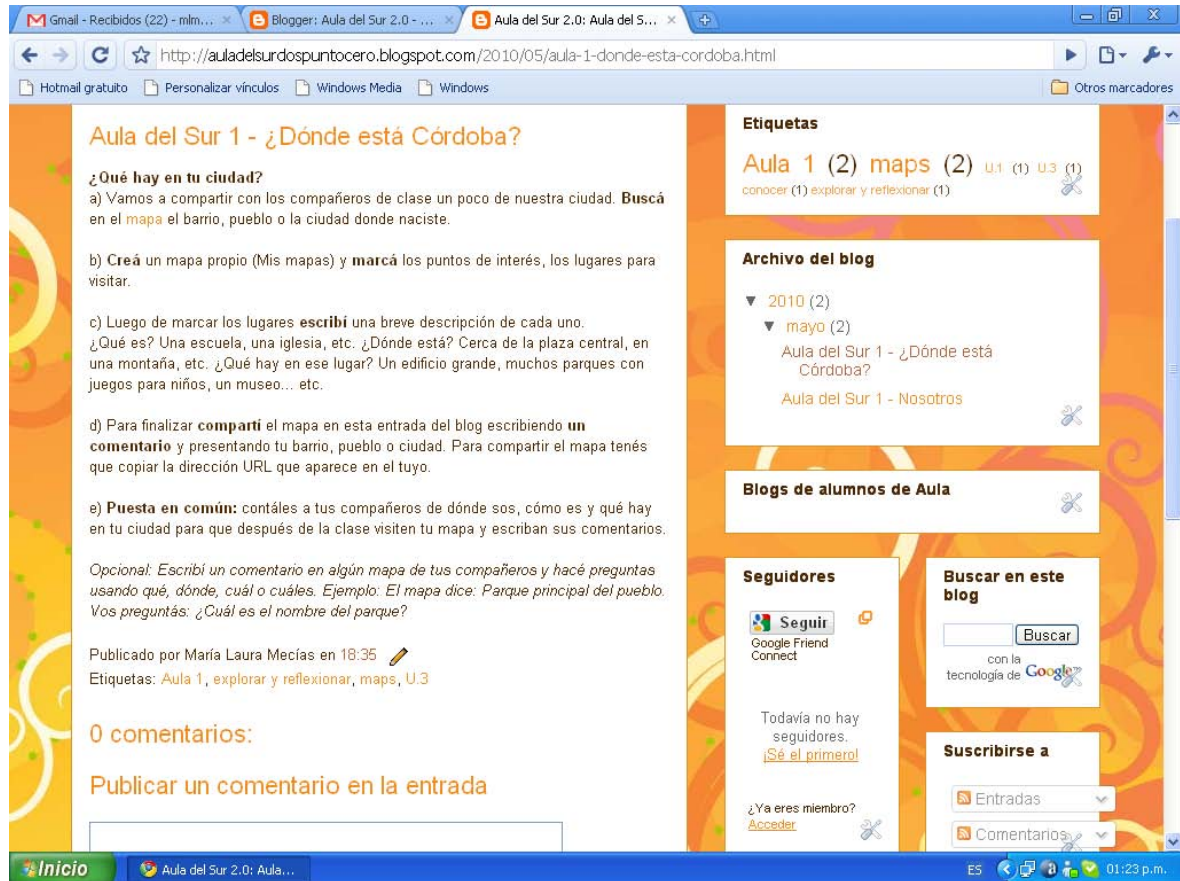 Gmail - Recibidos (22) - mlm...
Blogger: Aula del Sur 2.0 - ...
Aula del Sur 2.0: Aula del S...
http://auladelsurdospuntocero.blogspot.com/2010/05/aula-1-donde-esta-cordoba.html
Hotmail gratuito
Personalizar vínculos
Windows Media
Windows
Otros marcadores
Aula del Sur 1 - ¿Dónde está Córdoba?
¿Qué hay en tu ciudad?
a) Vamos a compartir con los compañeros de clase un poco de nuestra ciudad. Buscá
en el mapa el barrio, pueblo o la ciudad donde naciste.
b) Creá un mapa propio (Mis mapas) y marcá los puntos de interés, los lugares para
visitar.
c) Luego de marcar los lugares escribí una breve descripción de cada uno.
¿Qué es? Una escuela, una iglesia, etc. ¿Dónde está? Cerca de la plaza central, en
una montaña, etc. ¿Qué hay en ese lugar? Un edificio grande, muchos parques con
juegos para niños, un museo... etc.
d) Para finalizar compartí el mapa en esta entrada del blog escribiendo un
comentario y presentando tu barrio, pueblo o ciudad. Para compartir el mapa tenés
que copiar la dirección URL que aparece en el tuyo.
e) Puesta en común: contáles a tus compañeros de dónde sos, cómo es y qué hay
en tu ciudad para que después de la clase visiten tu mapa y escriban sus comentarios.
Opcional: Escribí un comentario en algún mapa de tus compañeros y hacé preguntas
usando qué, dónde, cuál o cuáles. Ejemplo: El mapa dice: Parque principal del pueblo.
Vos preguntás: ¿Cuál es el nombre del parque?
Publicado por María Laura Mecías en 18:35
Etiquetas: Aula 1, explorar y reflexionar, maps, U.3
0 comentarios:
Publicar un comentario en la entrada
Etiquetas
Aula 1 (2) maps (2) U.1 (1) U.3 (1)
conocer (1) explorar y reflexionar (1)
Archivo del blog
▼ 2010 (2)
▼ mayo (2)
Aula del Sur 1 - ¿Dónde está
Córdoba?
Aula del Sur 1 - Nosotros
Blogs de alumnos de Aula
Seguidores
Seguir
Google Friend
Connect
Todavía no hay
seguidores.
¡Sé el primero!
¿Ya eres miembro?
Acceder
Buscar en este
blog
Buscar
con la
tecnología de Google™
Suscribirse a
Entradas
Comentarios
Inicio
Aula del Sur 2.0: Aula...
ES
01:23 p.m.